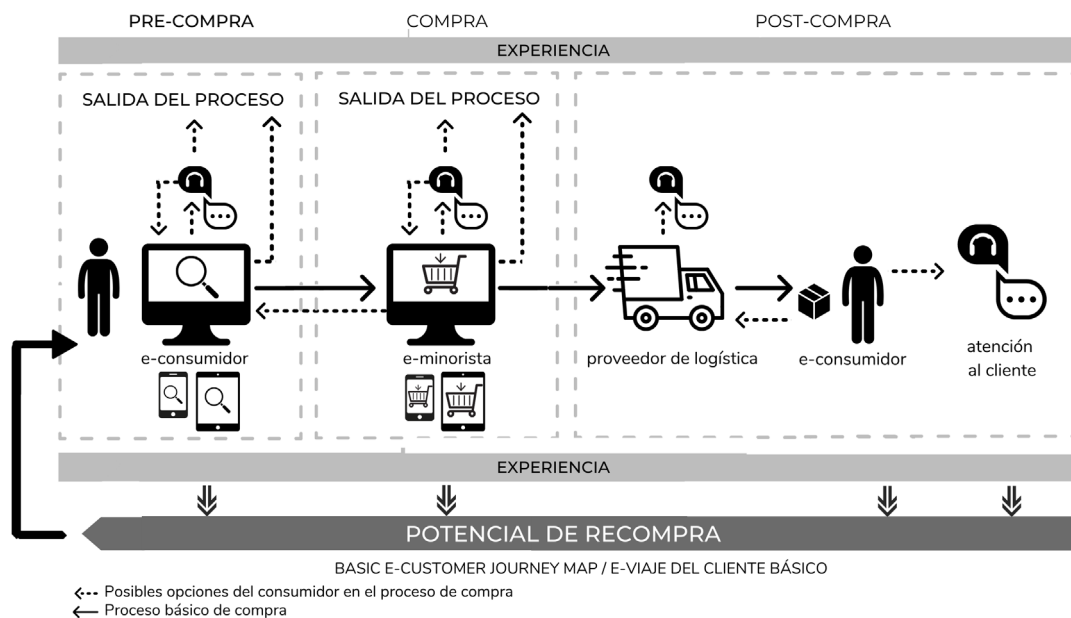 PRE-COMPRA
COMPRA
POST-COMPRA
EXPERIENCIA
SALIDA DEL PROCESO
SALIDA DEL PROCESO
e-consumidor
e-minorista
proveedor de logística
e-consumidor
atención
al cliente
EXPERIENCIA
POTENCIAL DE RECOMPRA
BASIC E-CUSTOMER JOURNEY MAP / E-VIAJE DEL CLIENTE BÁSICO
Posibles opciones del consumidor en el proceso de compra
Proceso básico de compra